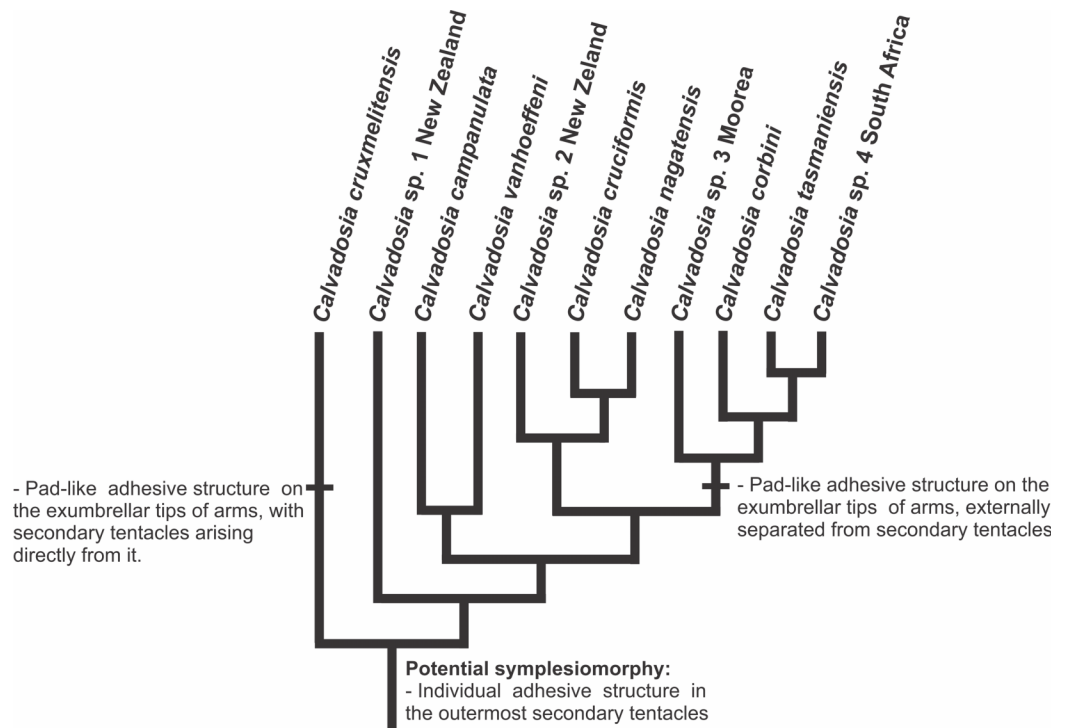 Calvadosia cruxmelitensis
Calvadosia sp. 1 New Zealand
Calvadosia campanulata
Calvadosia vanhoeffeni
Calvadosia sp. 2 New Zeland
Calvadosia cruciformis
Calvadosia nagatensis
Calvadosia sp. 3 Moorea
Calvadosia corbini
Calvadosia tasmaniensis
Calvadosia sp. 4 South Africa
- Pad-like adhesive structure on
the exumbrellar tips of arms, with
secondary tentacles arising
directly from it.
- Pad-like adhesive structure on the
exumbrellar tips of arms, externally
separated from secondary tentacles
Potential symplesiomorphy:
- Individual adhesive structure in
the outermost secondary tentacles